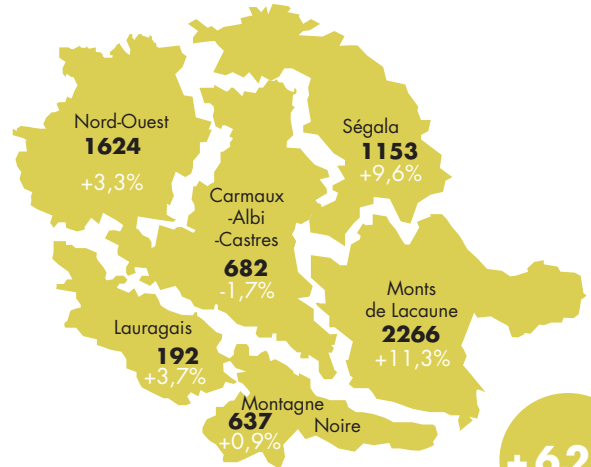 Nord-Ouest
1624
+3,3%
Ségala
1153
+9,6%
Carmaux
-Albi
-Castres
682
-1,7%
Monts
de Lacaune
2266
+11,3%
Lauragais
192
+3,7%
Montagne
Noire
637
+0,9%